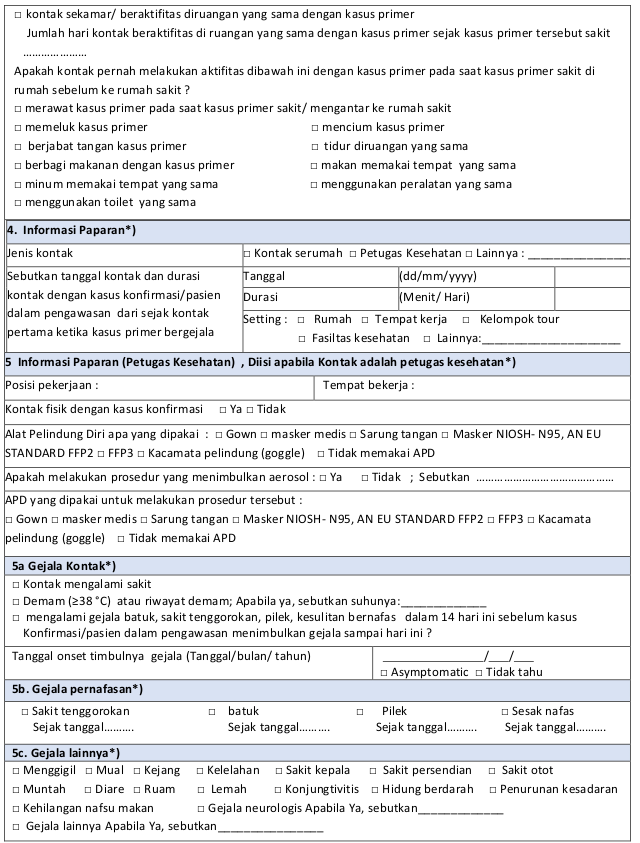 □ kontak sekamar/ beraktifitas diruangan yang sama dengan kasus primer
Jumlah hari kontak beraktifitas di ruangan yang sama dengan kasus primer sejak kasus primer tersebut sakit
…………………
Apakah kontak pernah melakukan aktifitas dibawah ini dengan kasus primer pada saat kasus primer sakit di
rumah sebelum ke rumah sakit ?
□ merawat kasus primer pada saat kasus primer sakit/ mengantar ke rumah sakit
□ memeluk kasus primer □ mencium kasus primer
□ berjabat tangan kasus primer □ tidur diruangan yang sama
□ berbagi makanan dengan kasus primer □ makan memakai tempat yang sama
□ minum memakai tempat yang sama □ menggunakan peralatan yang sama
□ menggunakan toilet yang sama
4. Informasi Paparan*)
Jenis kontak □ Kontak serumah □ Petugas Kesehatan □ Lainnya : _________________
Sebutkan tanggal kontak dan durasi Tanggal (dd/mm/yyyy)
kontak dengan kasus konfirmasi/pasien Durasi (Menit/ Hari)
dalam pengawasan dari sejak kontak Setting : □ Rumah □ Tempat kerja □ Kelompok tour
pertama ketika kasus primer bergejala □ Fasiltas kesehatan □ Lainnya:______________________
5 Informasi Paparan (Petugas Kesehatan) , Diisi apabila Kontak adalah petugas kesehatan*)
Posisi pekerjaan : Tempat bekerja :
Kontak fisik dengan kasus konfirmasi □ Ya □ Tidak
Alat Pelindung Diri apa yang dipakai : □ Gown □ masker medis □ Sarung tangan □ Masker NIOSH- N95, AN EU
STANDARD FFP2 □ FFP3 □ Kacamata pelindung (goggle) □ Tidak memakai APD
Apakah melakukan prosedur yang menimbulkan aerosol : □ Ya □ Tidak ; Sebutkan ………………………………………
APD yang dipakai untuk melakukan prosedur tersebut :
□ Gown □ masker medis □ Sarung tangan □ Masker NIOSH- N95, AN EU STANDARD FFP2 □ FFP3 □ Kacamata
pelindung (goggle) □ Tidak memakai APD
5a Gejala Kontak*)
□ Kontak mengalami sakit
□ Demam (≥38 °C) atau riwayat demam; Apabila ya, sebutkan suhunya:_____________
□ mengalami gejala batuk, sakit tenggorokan, pilek, kesulitan bernafas dalam 14 hari ini sebelum kasus
Konfirmasi/pasien dalam pengawasan menimbulkan gejala sampai hari ini ?
Tanggal onset timbulnya gejala (Tanggal/bulan/ tahun) ________________/___/___
□ Asymptomatic □ Tidak tahu
5b. Gejala pernafasan*)
□ Sakit tenggorokan □ batuk □ Pilek □ Sesak nafas
Sejak tanggal………. Sejak tanggal………. Sejak tanggal………. Sejak tanggal……….
5c. Gejala lainnya*)
□ Menggigil □ Mual □ Kejang □ Kelelahan □ Sakit kepala □ Sakit persendian □ Sakit otot
□ Muntah □ Diare □ Ruam □ Lemah □ Konjungtivitis □ Hidung berdarah □ Penurunan kesadaran
□ Kehilangan nafsu makan □ Gejala neurologis Apabila Ya, sebutkan_____________
□ Gejala lainnya Apabila Ya, sebutkan________________